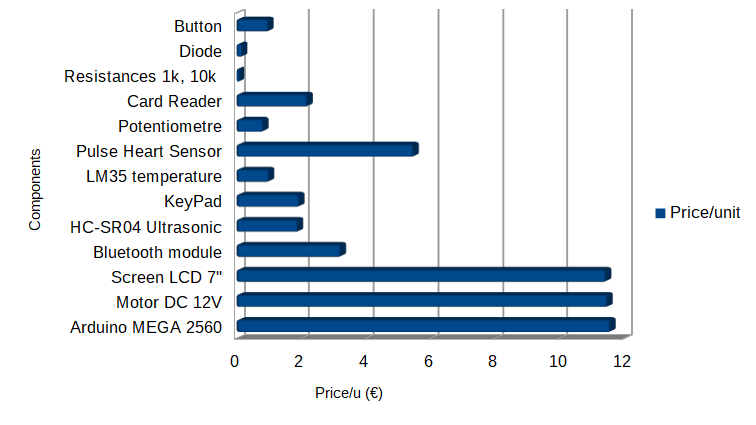 Button
Diode
Resistances 1k, 10k
Card Reader
Potentiometre
Pulse Heart Sensor
LM35 temperature
KeyPad
HC-SR04 Ultrasonic
Bluetooth module
Screen LCD 7"
Motor DC 12V
Arduino MEGA 2560
Components
0 2 4 6 8 10 12
Price/u (€)
Price/unit